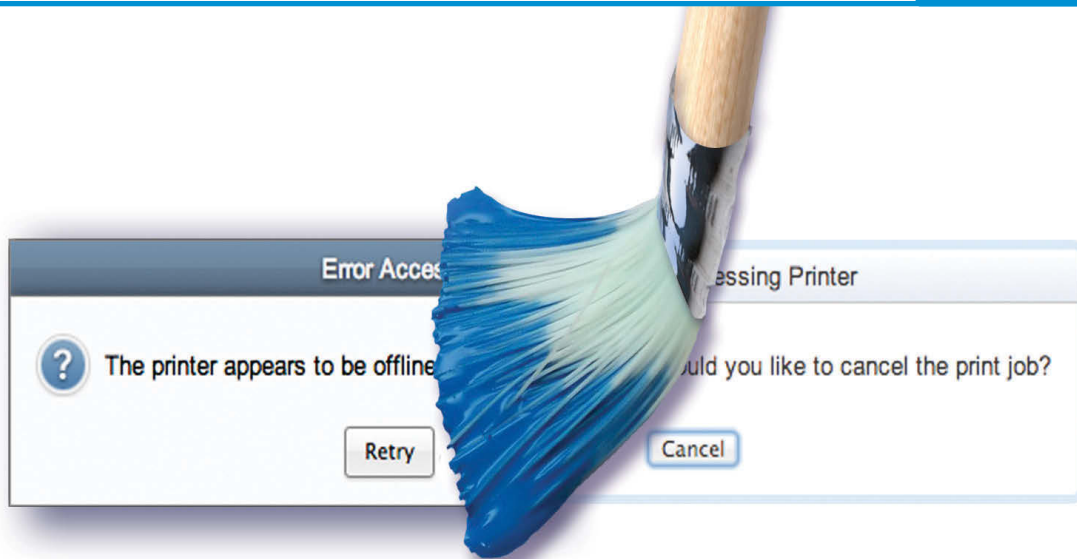 Error Acces essing Printer
The printer appears to be offline uld you like to cancel the print job?
Retry Cancel